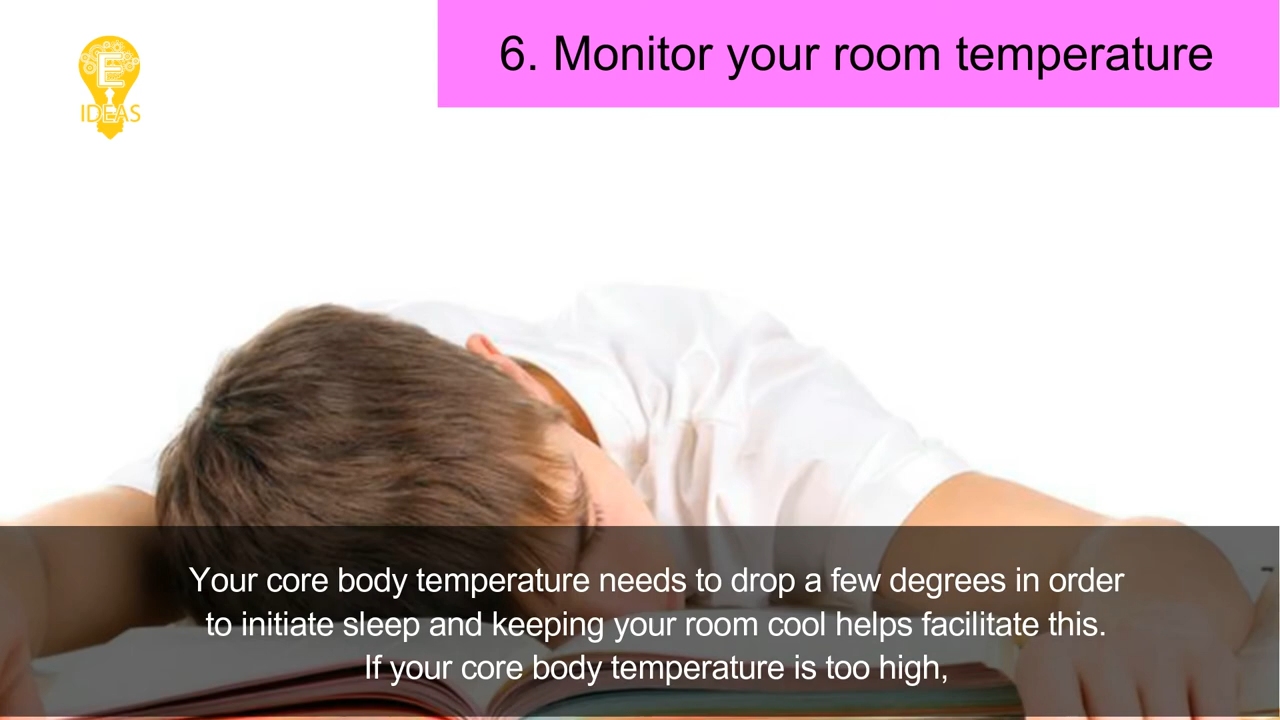 E
IDEAS
6. Monitor your room temperature
Your core body temperature needs to drop a few degrees in order
to initiate sleep and keeping your room cool helps facilitate this.
If your core body temperature is too high,